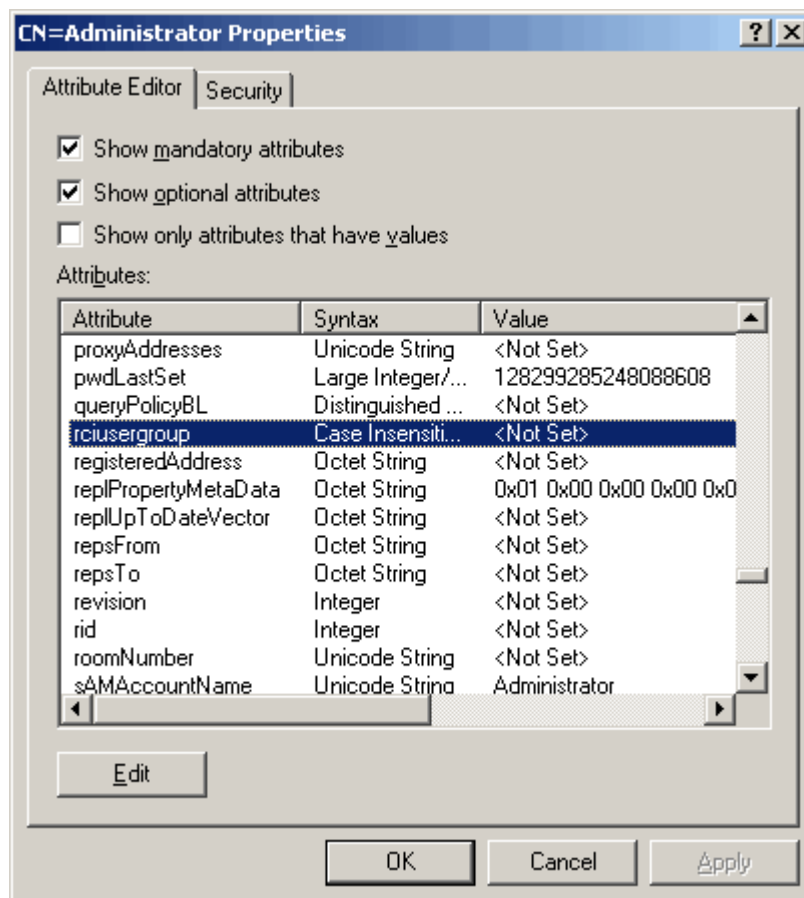 CN=Administrator Properties
Attribute Editor Security
Show mandatory attributes
Show optional attributes
Show only attributes that have values
Attributes:
Attribute Syntax Value
proxyAddresses Unicode String <Not Set>
pwdLastSet Large Integer/... 128299285248088608
queryPolicyBL Distinguished ... <Not Set>
rciusergroup Case Insensiti... <Not Set>
registeredAddress Octet String <Not Set>
replPropertyMetaData Octet String 0x01 0x00 0x00 0x00 0x0
replUpToDateVector Octet String <Not Set>
repsFrom Octet String <Not Set>
repsTo Octet String <Not Set>
revision Integer <Not Set>
rid Integer <Not Set>
roomNumber Unicode String <Not Set>
sAMAccountName Unicode String Administrator
Edit
OK Cancel Apply